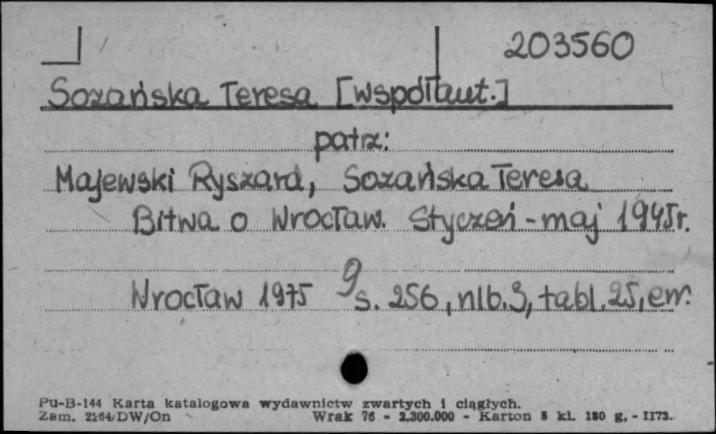 203560
Sozańska Teresa [współaut.]
patrz:
Majewski Ryszard, Sozańska Teresa
Bitwa o Wrocław. Styczeń - maj 1945r.
Wrocław 1975 s. 256, nlb. 3, tabl. 25, err.
Pu-B-144 Karta katalogowa wydawnictw zwartych i ciągłych.
Zam. 2264/DW/On Wrak 76 - 2.300.000 - Karton 5 kl. 180 g. - II73.